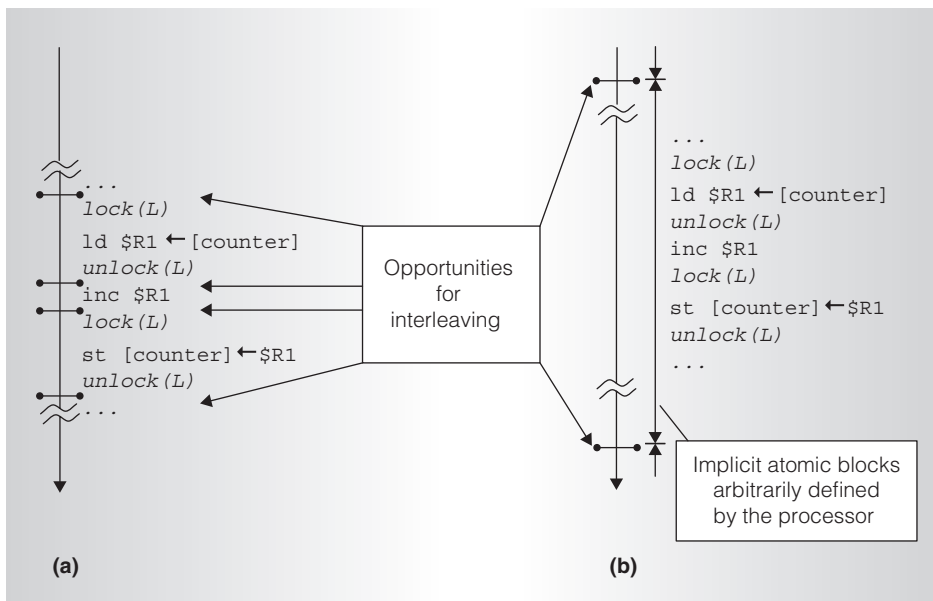 ...
lock(L)
ld $R1 ← [counter]
unlock(L)
inc $R1
lock(L)
st [counter] ← $R1
unlock(L)
...
(a)
Opportunities
for
interleaving
...
lock(L)
ld $R1 ← [counter]
unlock(L)
inc $R1
lock(L)
st [counter] ← $R1
unlock(L)
...
Implicit atomic blocks
arbitrarily defined
by the processor
(b)